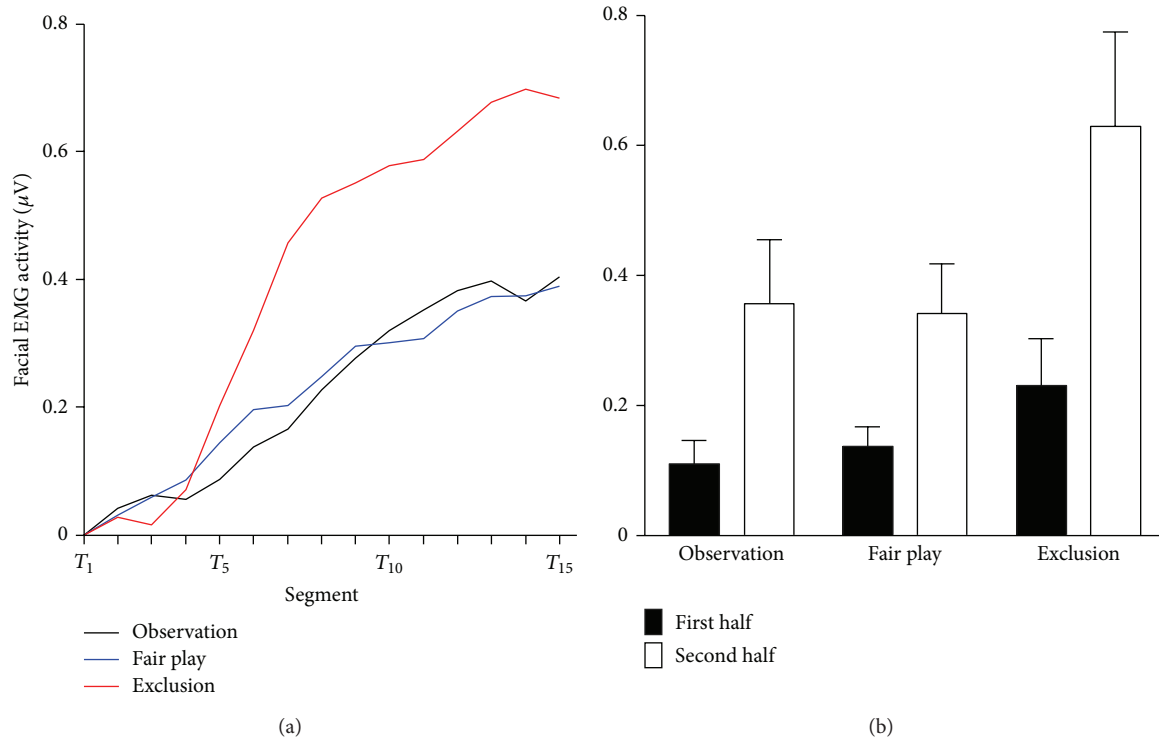 0.8
0.6
0.4
0.2
0
Facial EMG activity (μV)
T1
T5
T10
T15
Segment
Observation
Fair play
Exclusion
(a)
0.8
0.6
0.4
0.2
0
Observation
Fair play
Exclusion
First half
Second half
(b)